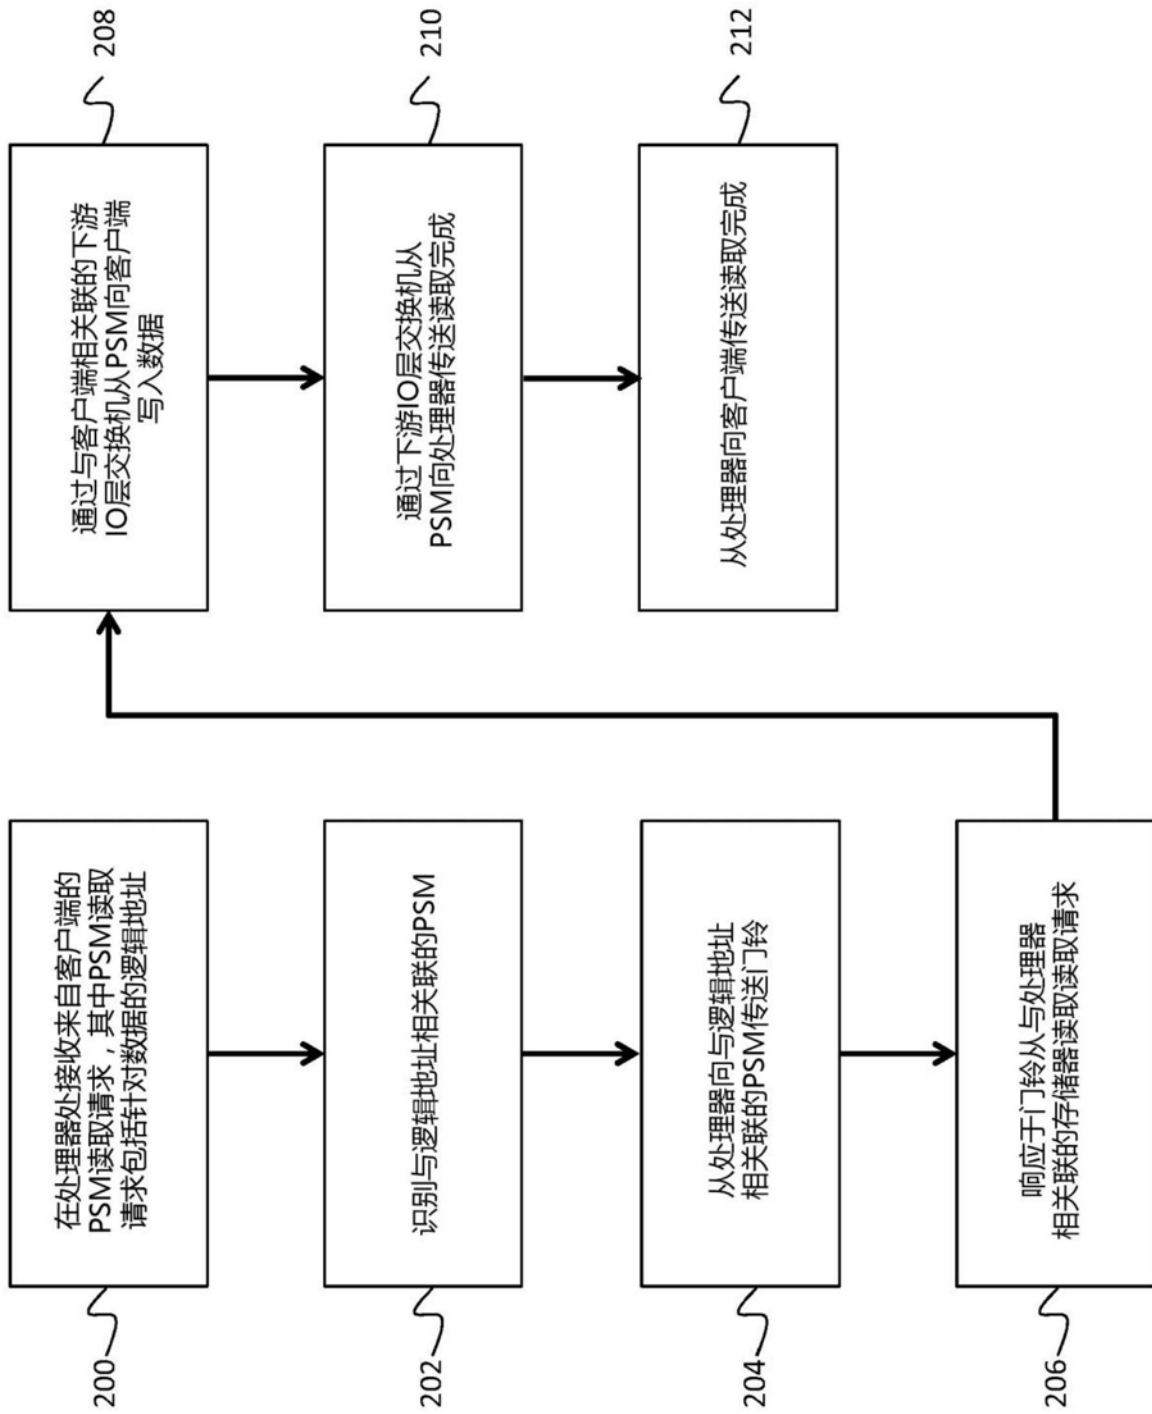 200
在处理器处接收来自客户端的
PSM读取请求，其中PSM读取
请求包括针对数据的逻辑地址
202
识别与逻辑地址相关联的PSM
204
从处理器向与逻辑地址
相关联的PSM传送门铃
206
响应于门铃从与处理器
相关联的存储器读取读取请求
208
通过与客户端相关联的下游
IO层交换机从PSM向客户端
写入数据
210
通过下游IO层交换机从
PSM向处理器传送读取完成
212
从处理器向客户端传送读取完成